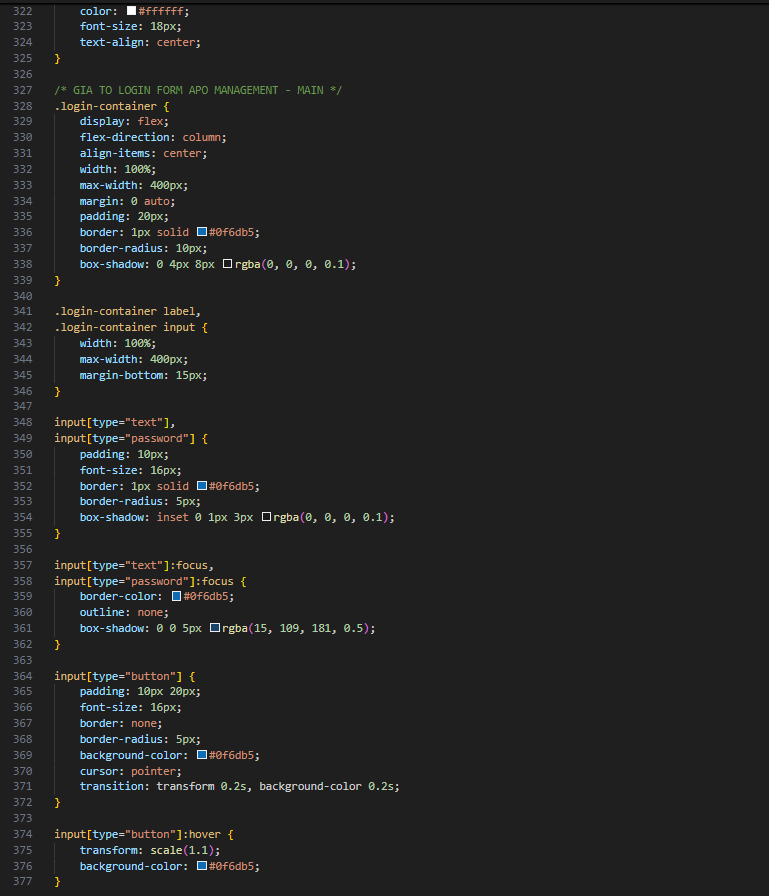 322 color: #ffffff;
323 font-size: 18px;
324 text-align: center;
325 }
326
327 /* GIA TO LOGIN FORM APO MANAGEMENT - MAIN */
328 .login-container {
329 display: flex;
330 flex-direction: column;
331 align-items: center;
332 width: 100%;
333 max-width: 400px;
334 margin: 0 auto;
335 padding: 20px;
336 border: 1px solid #0f6db5;
337 border-radius: 10px;
338 box-shadow: 0 4px 8px rgba(0, 0, 0, 0.1);
339 }
340
341 .login-container label,
342 .login-container input {
343 width: 100%;
344 max-width: 400px;
345 margin-bottom: 15px;
346 }
347
348 input[type="text"],
349 input[type="password"] {
350 padding: 10px;
351 font-size: 16px;
352 border: 1px solid #0f6db5;
353 border-radius: 5px;
354 box-shadow: inset 0 1px 3px rgba(0, 0, 0, 0.1);
355 }
356
357 input[type="text"]:focus,
358 input[type="password"]:focus {
359 border-color: #0f6db5;
360 outline: none;
361 box-shadow: 0 0 5px rgba(15, 109, 181, 0.5);
362 }
363
364 input[type="button"] {
365 padding: 10px 20px;
366 font-size: 16px;
367 border: none;
368 border-radius: 5px;
369 background-color: #0f6db5;
370 cursor: pointer;
371 transition: transform 0.2s, background-color 0.2s;
372 }
373
374 input[type="button"]:hover {
375 transform: scale(1.1);
376 background-color: #0f6db5;
377 }